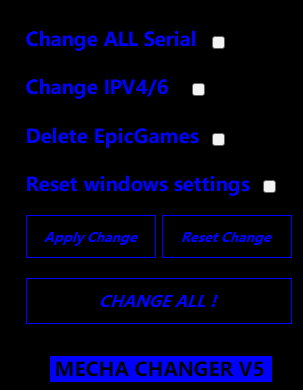 Change ALL Serial
Change IPV4/6
Delete EpicGames
Reset windows settings
Apply Change Reset Change
CHANGE ALL !
MECHA CHANGER V5